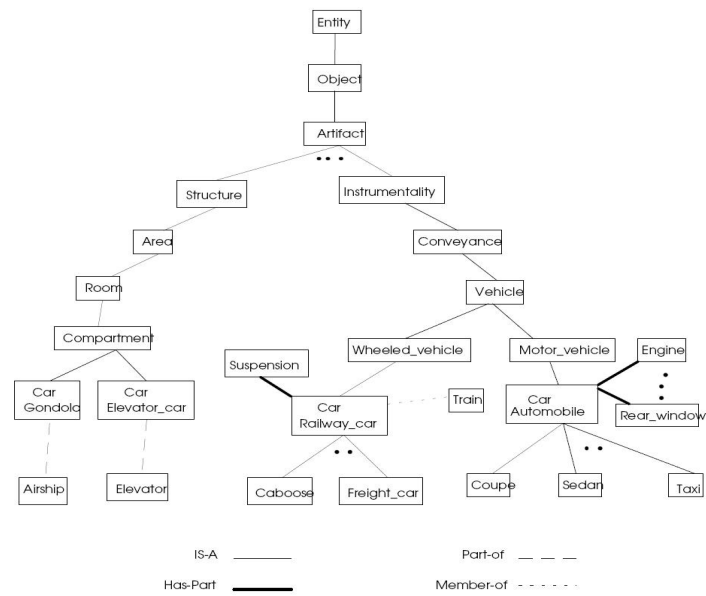 Entity
Object
Artifact
Structure
Instrumentality
Area
Conveyance
Room
Vehicle
Compartment
Suspension
Wheeled_vehicle
Motor_vehicle
Engine
Car
Gondola
Car
Elevator_car
Car
Railway_car
Train
Car
Automobile
Rear_window
Airship
Elevator
Caboose
Freight_car
Coupe
Sedan
Taxi
IS-A
Part-of
Has-Part
Member-of